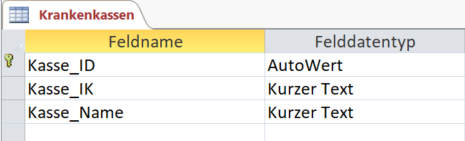 Krankenkassen
Feldname Felddatentyp
Kasse_ID AutoWert
Kasse_IK Kurzer Text
Kasse_Name Kurzer Text